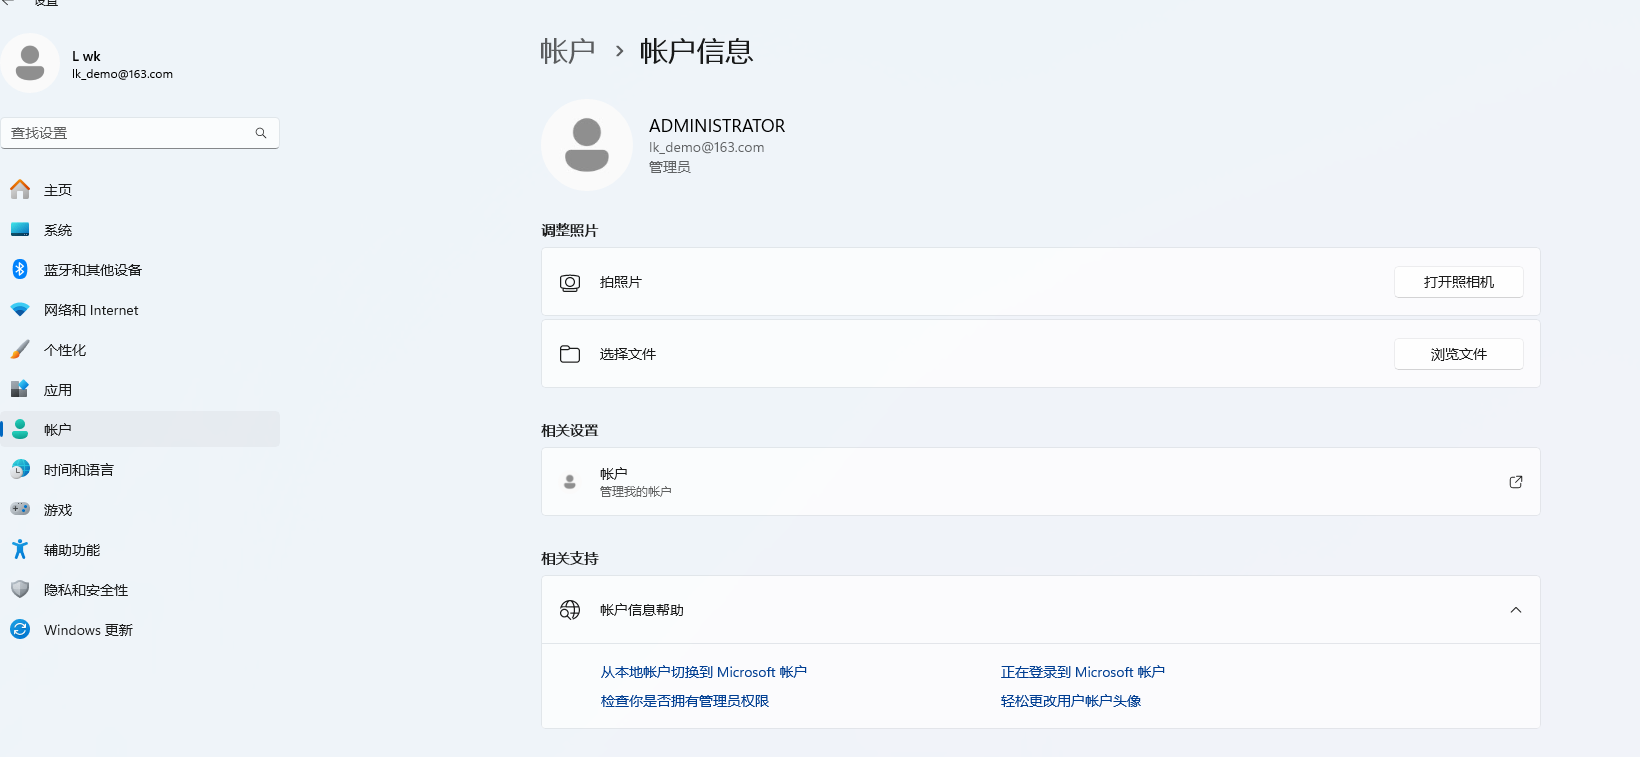 设置
L wk
lk_demo@163.com
查找设置
主页
系统
蓝牙和其他设备
网络和 Internet
个性化
应用
帐户
时间和语言
游戏
辅助功能
隐私和安全性
Windows 更新
帐户 › 帐户信息
ADMINISTRATOR
lk_demo@163.com
管理员
调整照片
拍照片
打开照相机
选择文件
浏览文件
相关设置
帐户
管理我的帐户
相关支持
帐户信息帮助
从本地帐户切换到 Microsoft 帐户
正在登录到 Microsoft 帐户
检查你是否拥有管理员权限
轻松更改用户帐户头像